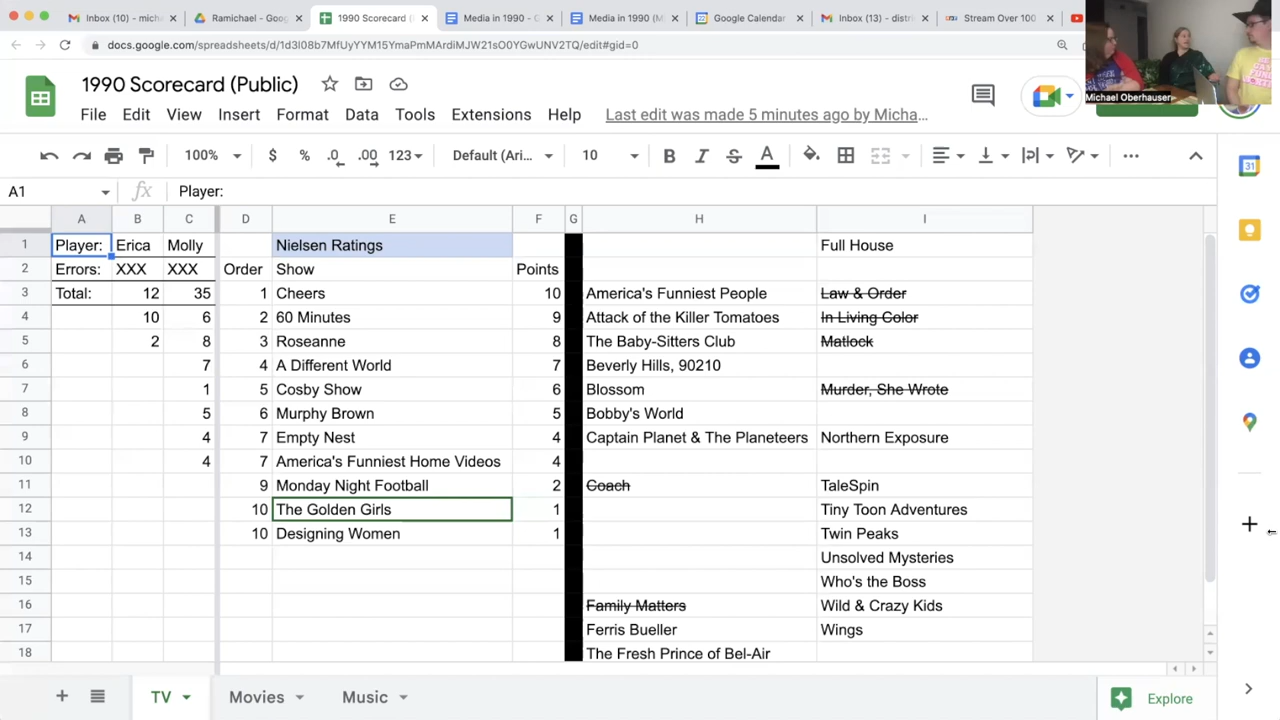 Inbox (10) - mich
Ramichael - Goog
1990 Scorecard (
Media in 1990 - G
Media in 1990 (M
Google Calendar
Inbox (13) - distri
Stream Over 100
docs.google.com/spreadsheets/d/1d3I08b7MfUyYYM15YmaPmMArdiMJW21sO0YGwUNV2TQ/edit#gid=0
Michael Oberhauser
1990 Scorecard (Public)
File Edit View Insert Format Data Tools Extensions Help Last edit was made 5 minutes ago by Micha...
100% $ % .0 .00 123 Default (Ari... 10 B I S A
A1 fx Player:
A B C D E F G H I
1 Player: Erica Molly Nielsen Ratings Full House
2 Errors: XXX XXX Order Show Points
3 Total: 12 35 1 Cheers 10 America's Funniest People Law & Order
4 10 6 2 60 Minutes 9 Attack of the Killer Tomatoes In Living Color
5 2 8 3 Roseanne 8 The Baby-Sitters Club Matlock
6 7 4 A Different World 7 Beverly Hills, 90210
7 1 5 Cosby Show 6 Blossom Murder, She Wrote
8 5 6 Murphy Brown 5 Bobby's World
9 4 7 Empty Nest 4 Captain Planet & The Planeteers Northern Exposure
10 4 7 America's Funniest Home Videos 4
11 9 Monday Night Football 2 Coach TaleSpin
12 10 The Golden Girls 1 Tiny Toon Adventures
13 10 Designing Women 1 Twin Peaks
14 Unsolved Mysteries
15 Who's the Boss
16 Family Matters Wild & Crazy Kids
17 Ferris Bueller Wings
18 The Fresh Prince of Bel-Air
TV Movies Music Explore
31